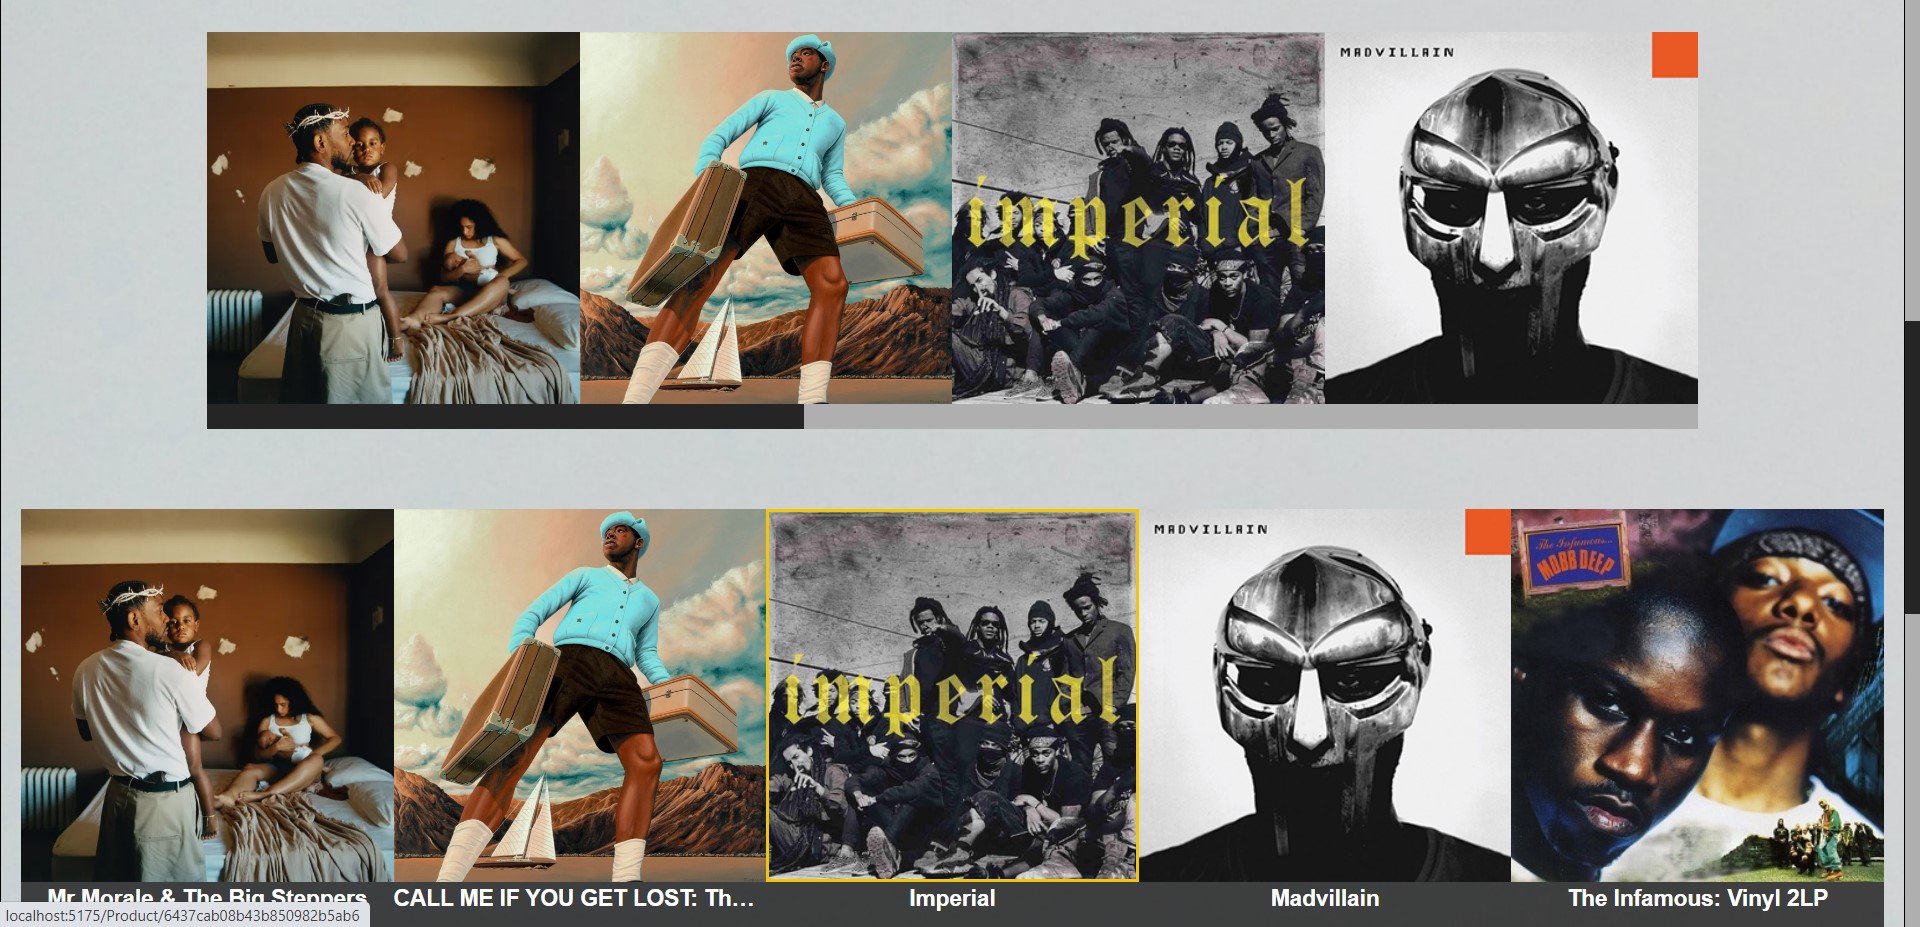 MADVILLAIN
imperial
MADVILLAIN
The Infamous...
MOBB DEEP
imperial
Mr Morale & The Big Steppers
CALL ME IF YOU GET LOST: Th...
Imperial
Madvillain
The Infamous: Vinyl 2LP
localhost:5175/Product/6437cab08b43b850982b5ab6